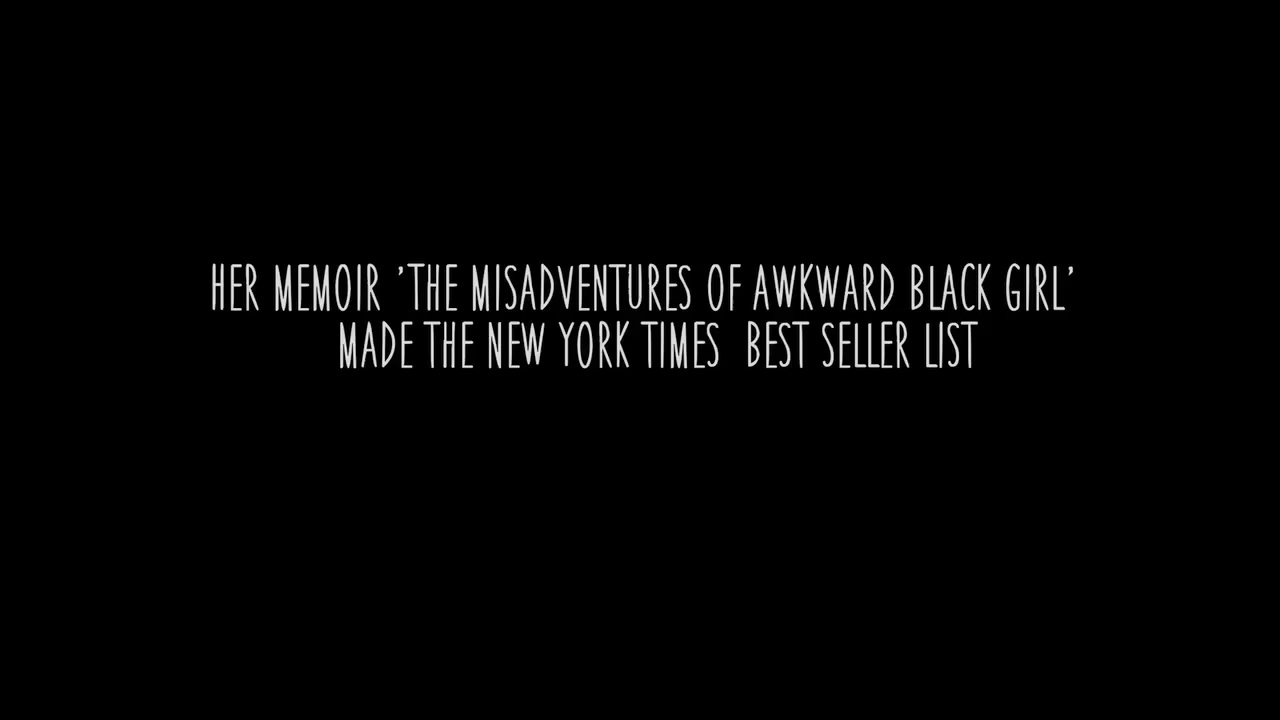 HER MEMOIR 'THE MISADVENTURES OF AWKWARD BLACK GIRL'
MADE THE NEW YORK TIMES BEST SELLER LIST